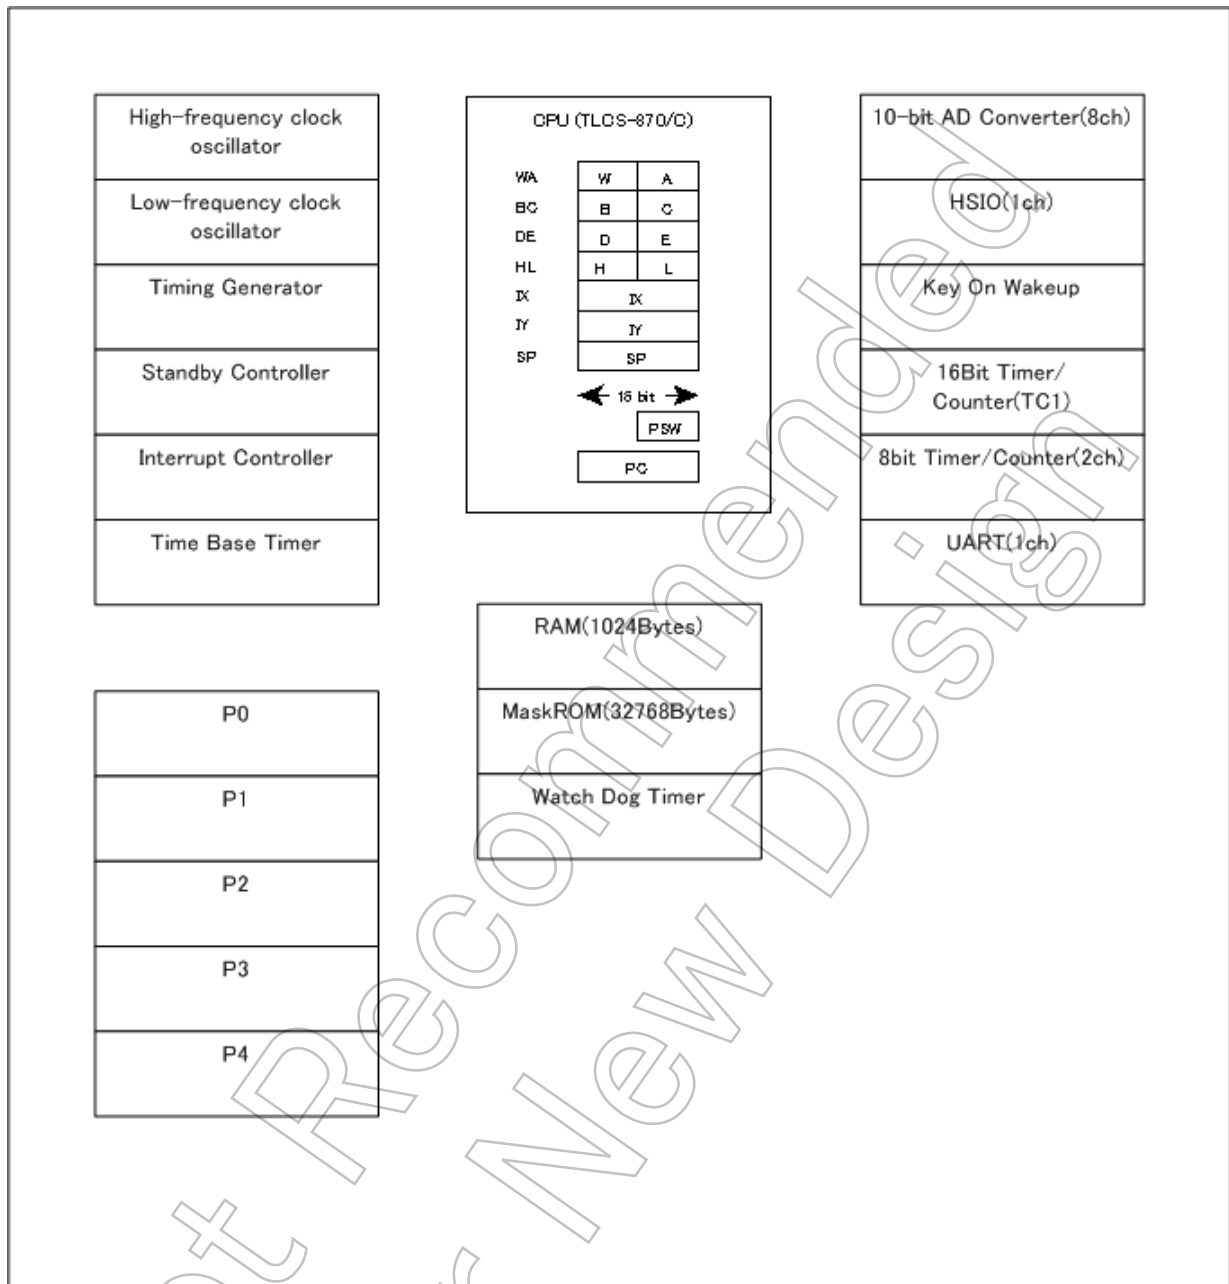 High-frequency clock
oscillator
Low-frequency clock
oscillator
Timing Generator
Standby Controller
Interrupt Controller
Time Base Timer
P0
P1
P2
P3
P4
CPU (TLCS-870/C)
WA W A
BC B C
DE D E
HL H L
IX IX
IY IY
SP SP
16 bit
PSW
PC
RAM(1024Bytes)
MaskROM(32768Bytes)
Watch Dog Timer
10-bit AD Converter(8ch)
HSIO(1ch)
Key On Wakeup
16Bit Timer/
Counter(TC1)
8bit Timer/Counter(2ch)
UART(1ch)
Recommended
New Design